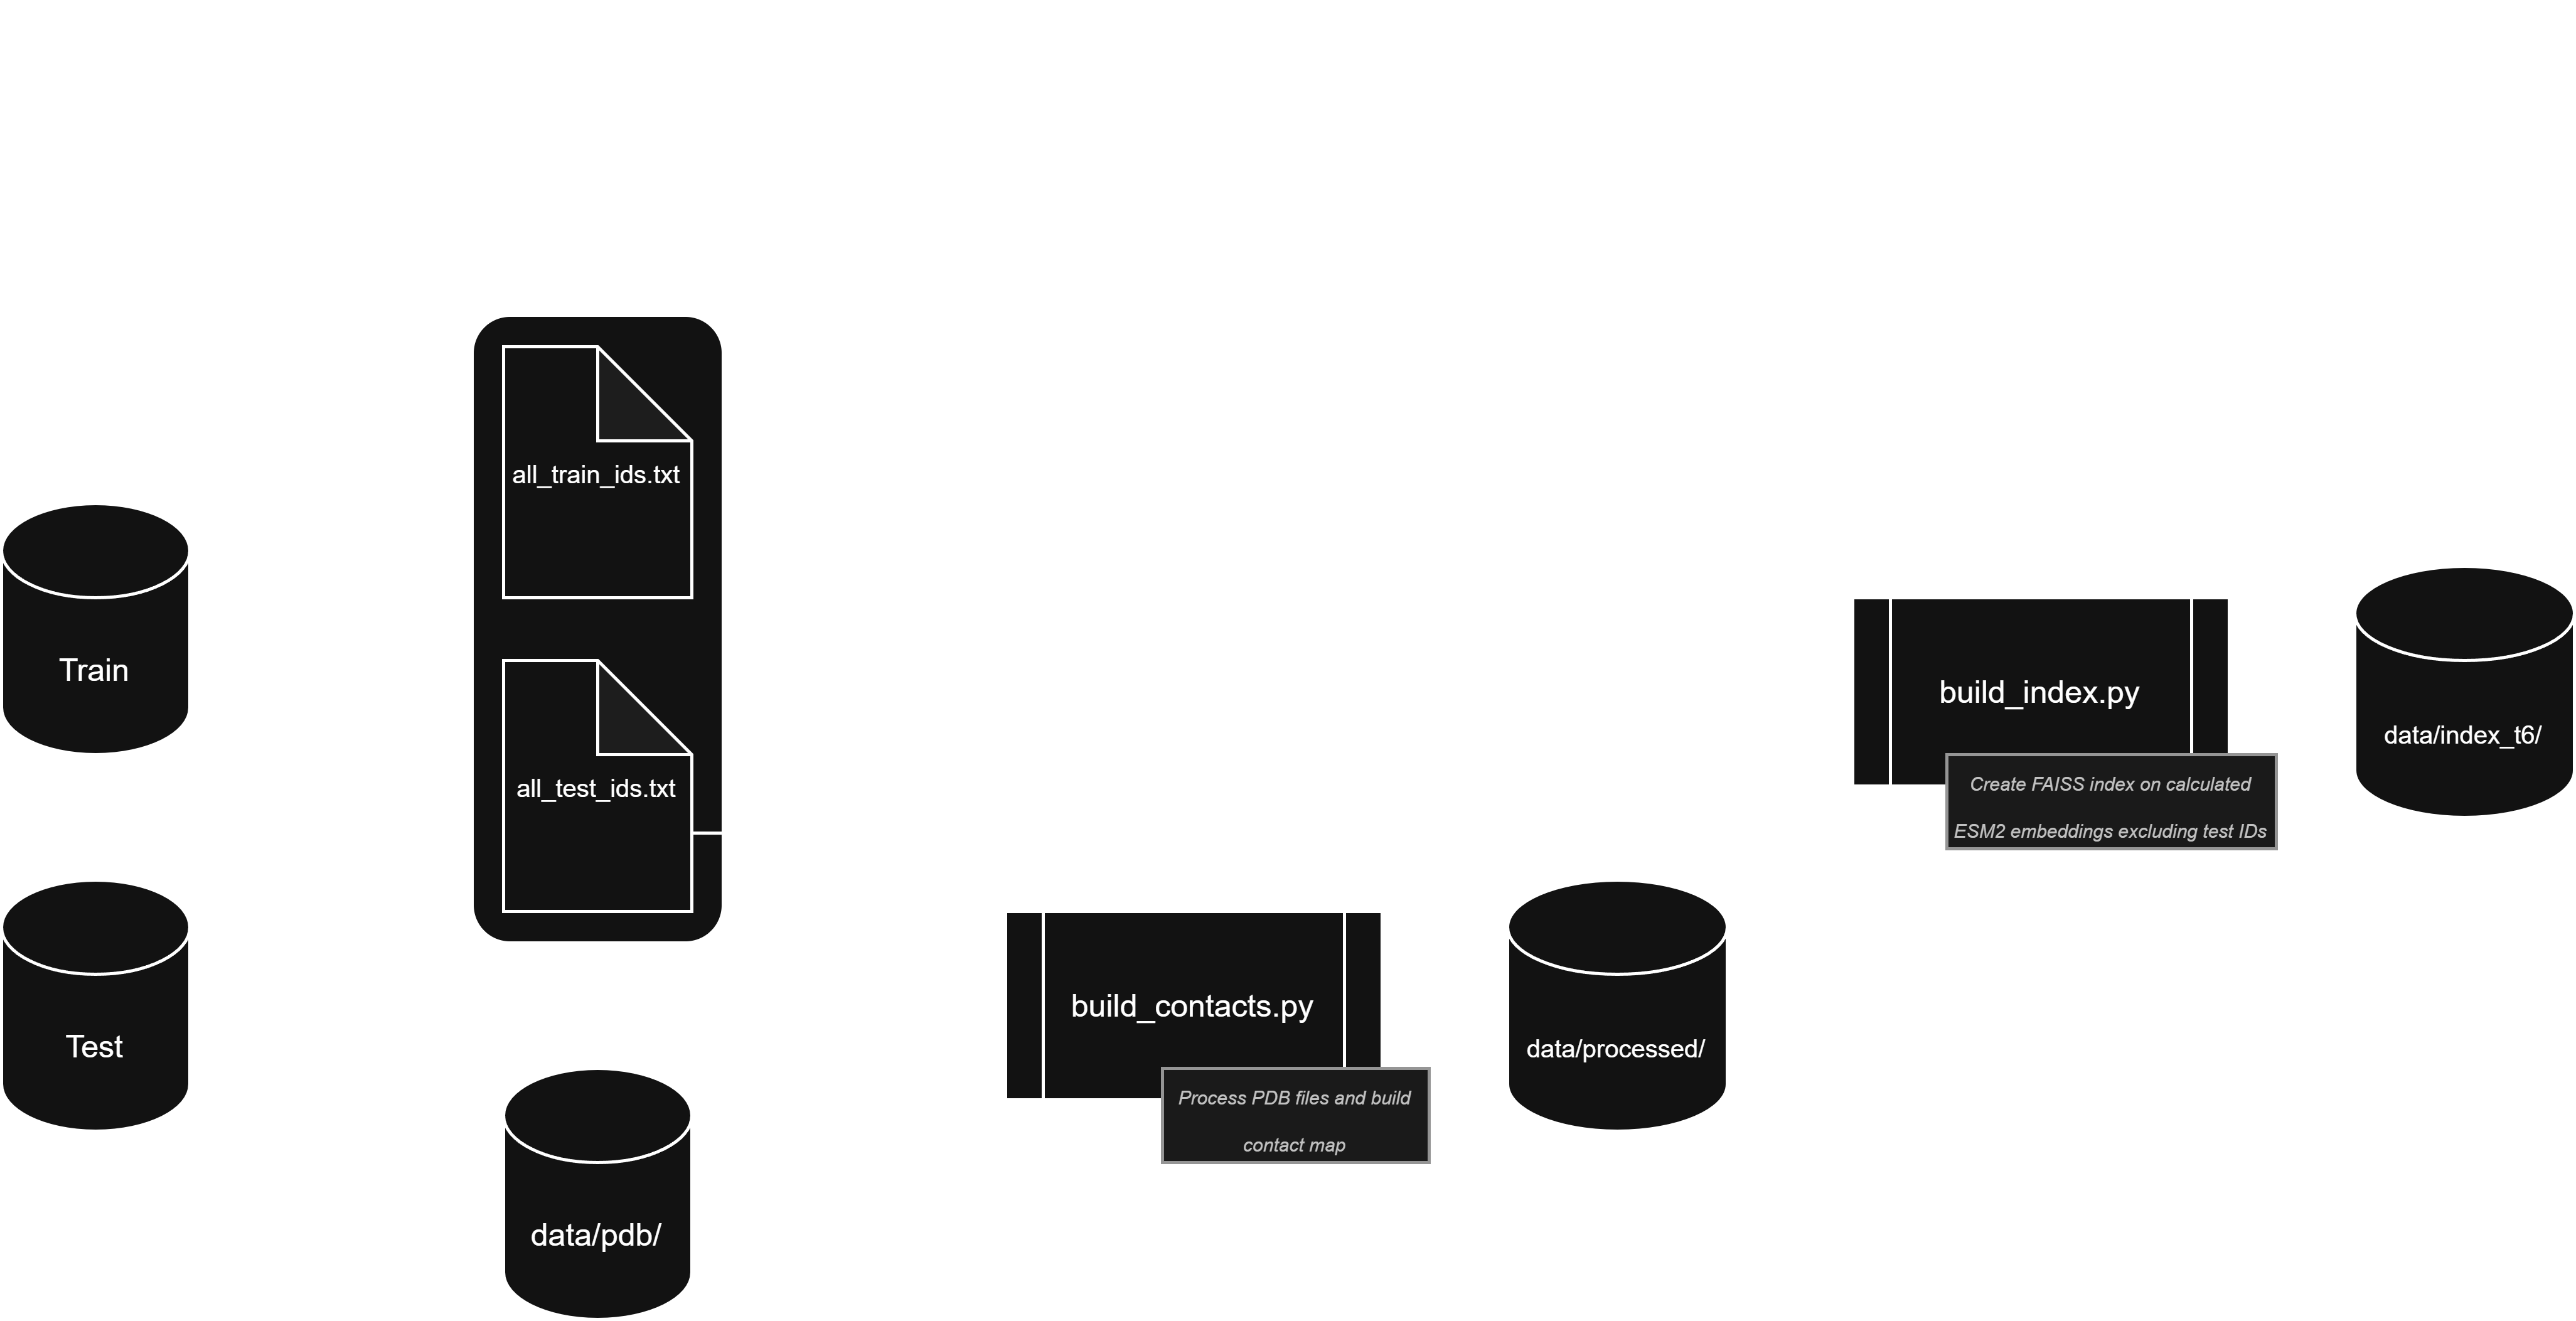 all_train_ids.txt
Train
build_index.py
data/index_t6/
all_test_ids.txt
Create FAISS index on calculated
ESM2 embeddings excluding test IDs
Test
build_contacts.py
data/processed/
Process PDB files and build
contact map
data/pdb/